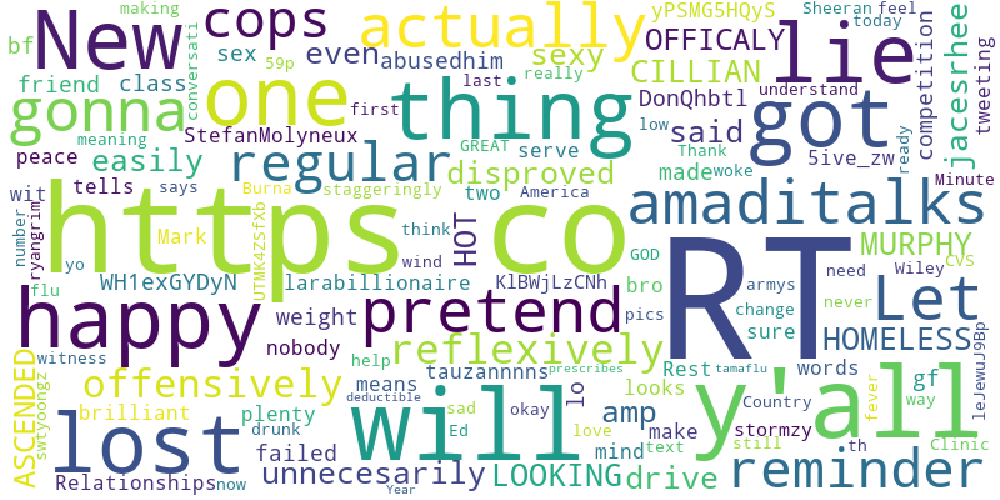 New
cops
actually
yPSMG5HQyS
Sheeran
feel
today
making
bf
sex
even
abusedhim
sexy
OFFICALY
lie
jacesrhee
tweeting
friend
class
conversati
59p
really
last
CILLIAN
understand
competition
gonna
one
first
thing
DonQhbtl
got
meaning
StefanMolyneux
GREAT
serve
low
said
5ive_zw
ready
peace
easily
regular
disproved
Thank
made
woke
Minute
wit
tells
says
Burna
staggeringly
two
America
amaditalks
number
ryangrim
https
co
Mark
UTMK4ZSfXb
think
HOT
GOD
RT
MURPHY
cvs
yo
wind
need
Wiley
flu
WH1exGYDyN
larabillionaire
KlBWjLzCNh
bro
armys
never
Let
happy
weight
pretend
pics
change
sure
HOMELESS
leJewuJ9Bp
nobody
reflexively
ASCENDED
witness
swtyoongz
offensively
help
means
deductible
tauzannnns
prescribes
lo
looks
Rest
tamaflu
words
fever
gf
way
brilliant
plenty
drunk
sad
okay
love
amp
make
y'all
Country
stormzy
still
th
Clinic
lost
failed
will
Ed
mind
text
Relationships
now
unnecesarily
Year
LOOKING
drive
reminder